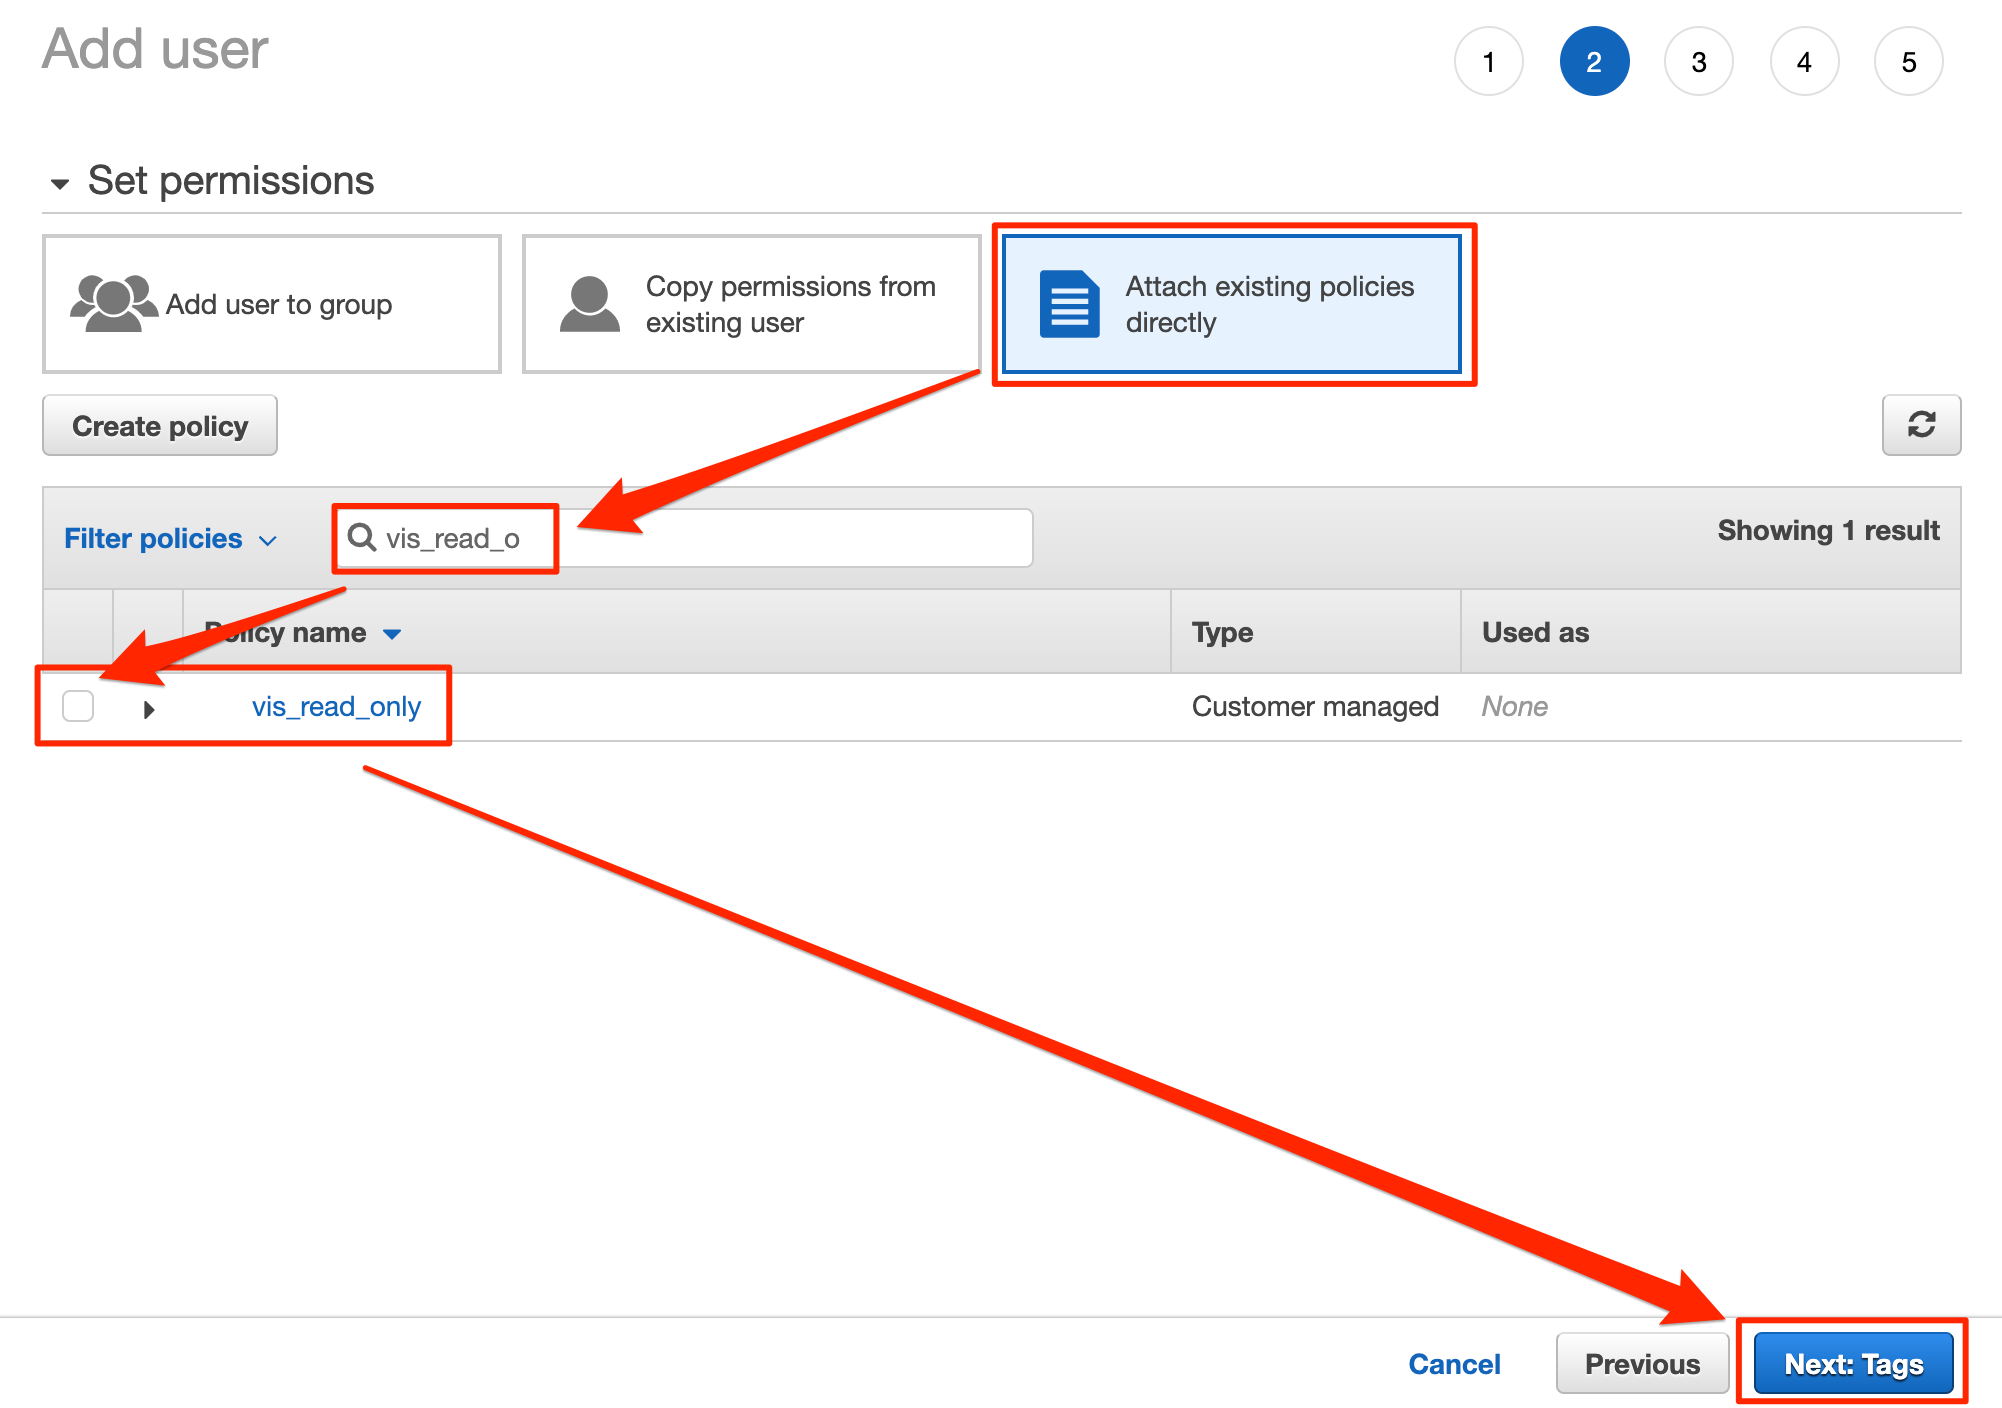 Add user
1 2 3 4 5
Set permissions
Add user to group
Copy permissions from
existing user
Attach existing policies
directly
Create policy
Filter policies
vis_read_o
Showing 1 result
Policy name
Type
Used as
vis_read_only
Customer managed
None
Cancel
Previous
Next: Tags